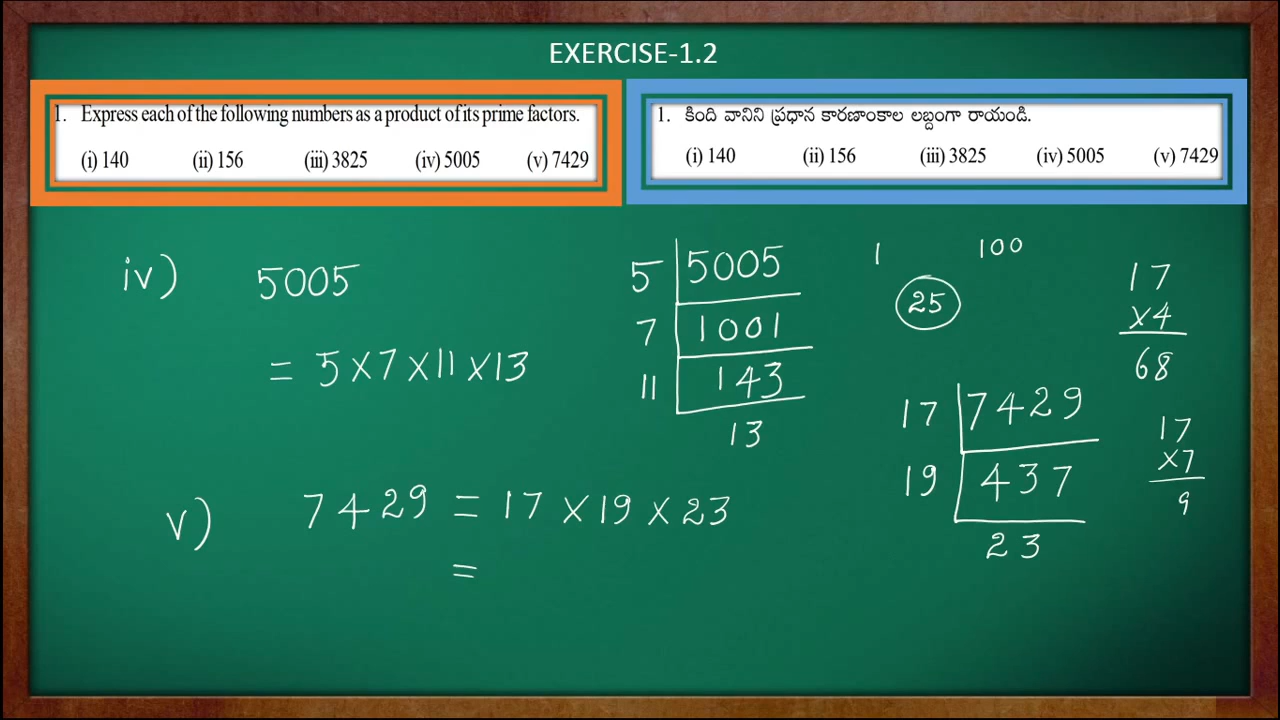 EXERCISE-1.2
1. Express each of the following numbers as a product of its prime factors.
(i) 140 (ii) 156 (iii) 3825 (iv) 5005 (v) 7429
1. కింది వానిని ప్రధాన కారణాంకాల లబ్దంగా రాయండి.
(i) 140 (ii) 156 (iii) 3825 (iv) 5005 (v) 7429
iv) 5005
= 5×7×11×13
5 5005
7 1001
11 143
13
1 100
25
17
×4
68
17 7429
19 437
23
17
×7
9
v) 7429 = 17×19×23
=